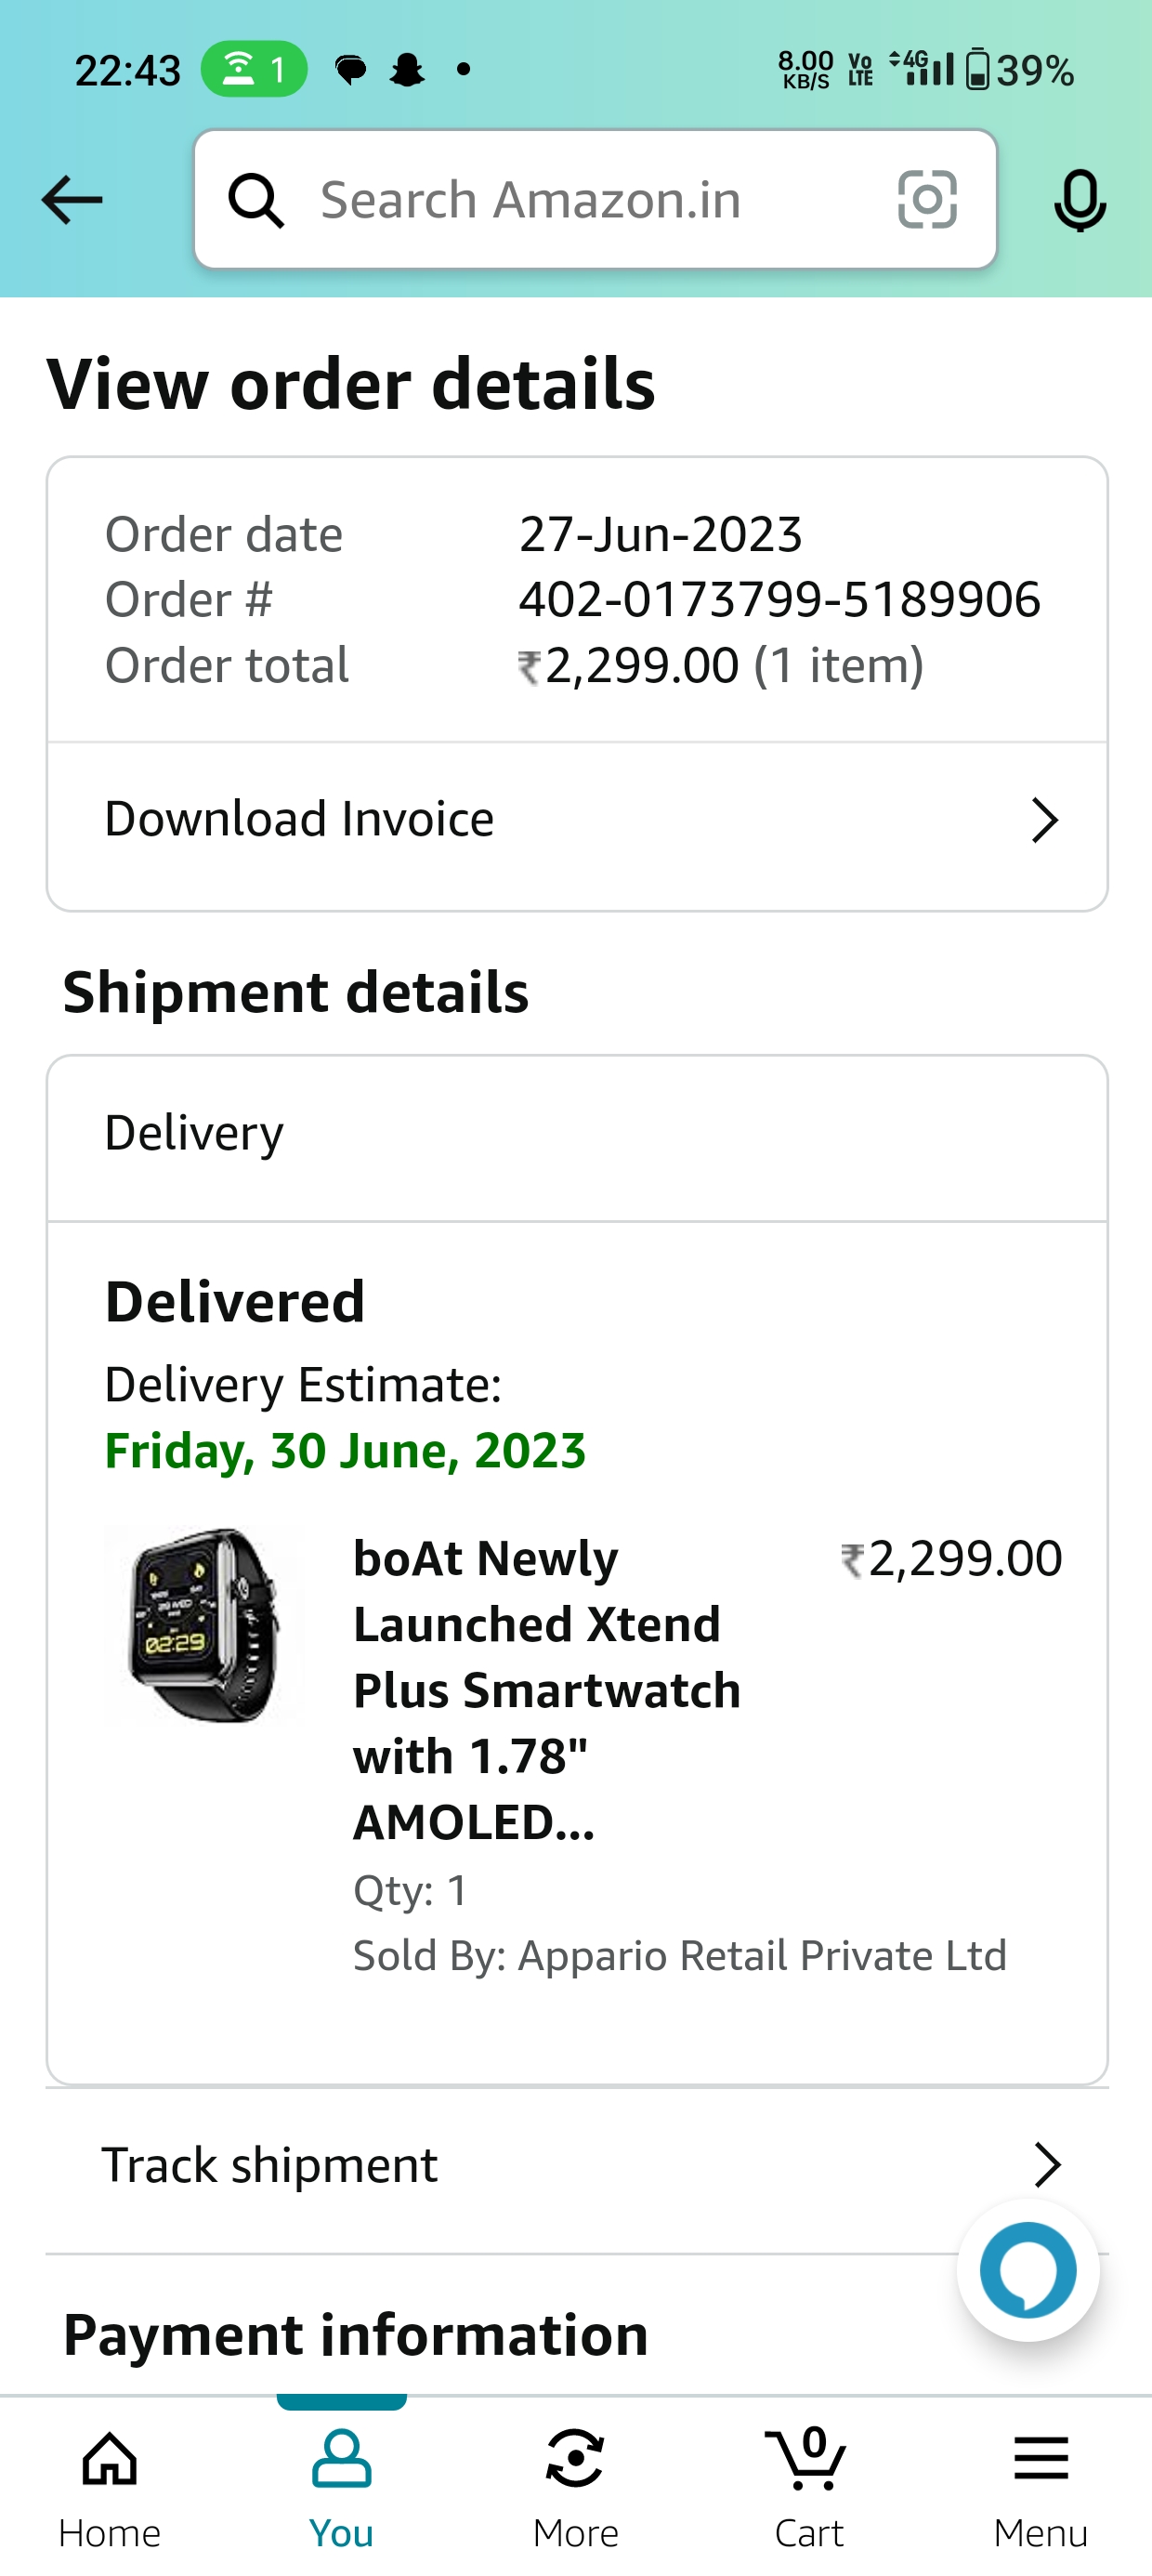 22:43 1 8.00 KB/S Vo LTE 4G 39%
Search Amazon.in
View order details
Order date 27-Jun-2023
Order # 402-0173799-5189906
Order total ₹2,299.00 (1 item)
Download Invoice
Shipment details
Delivery
Delivered
Delivery Estimate:
Friday, 30 June, 2023
02:29
boAt Newly ₹2,299.00
Launched Xtend
Plus Smartwatch
with 1.78"
AMOLED...
Qty: 1
Sold By: Appario Retail Private Ltd
Track shipment
Payment information
0
Home You More Cart Menu